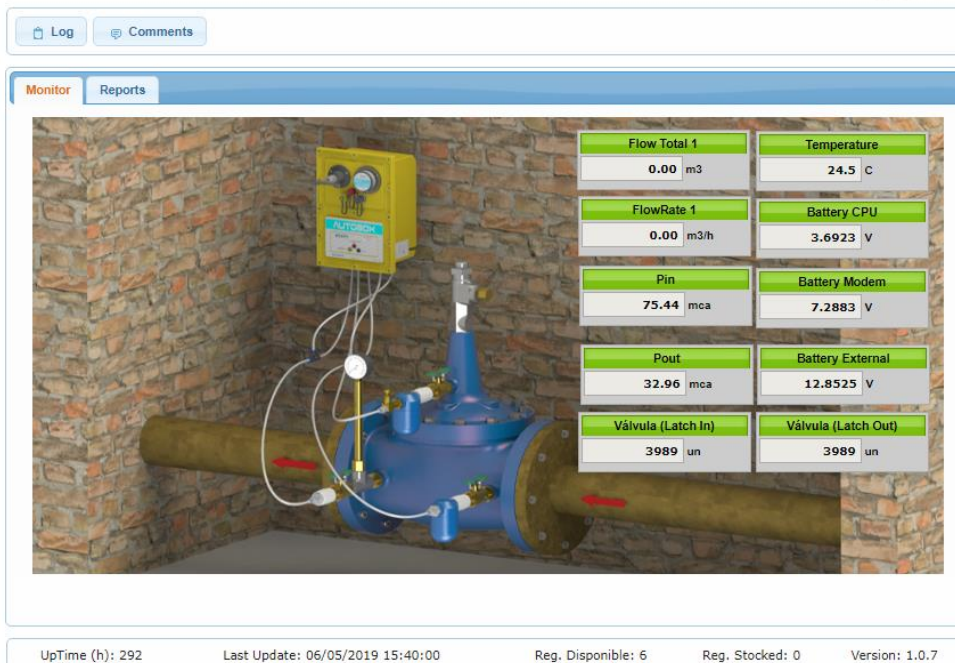 Log
Comments
Monitor
Reports
Flow Total 1
0.00 m3
Temperature
24.5 C
FlowRate 1
0.00 m3/h
Battery CPU
3.6923 V
Pin
75.44 mca
Battery Modem
7.2883 V
Pout
32.96 mca
Battery External
12.8525 V
Válvula (Latch In)
3989 un
Válvula (Latch Out)
3989 un
AUTOBOX
UpTime (h): 292
Last Update: 06/05/2019 15:40:00
Reg. Disponible: 6
Reg. Stocked: 0
Version: 1.0.7